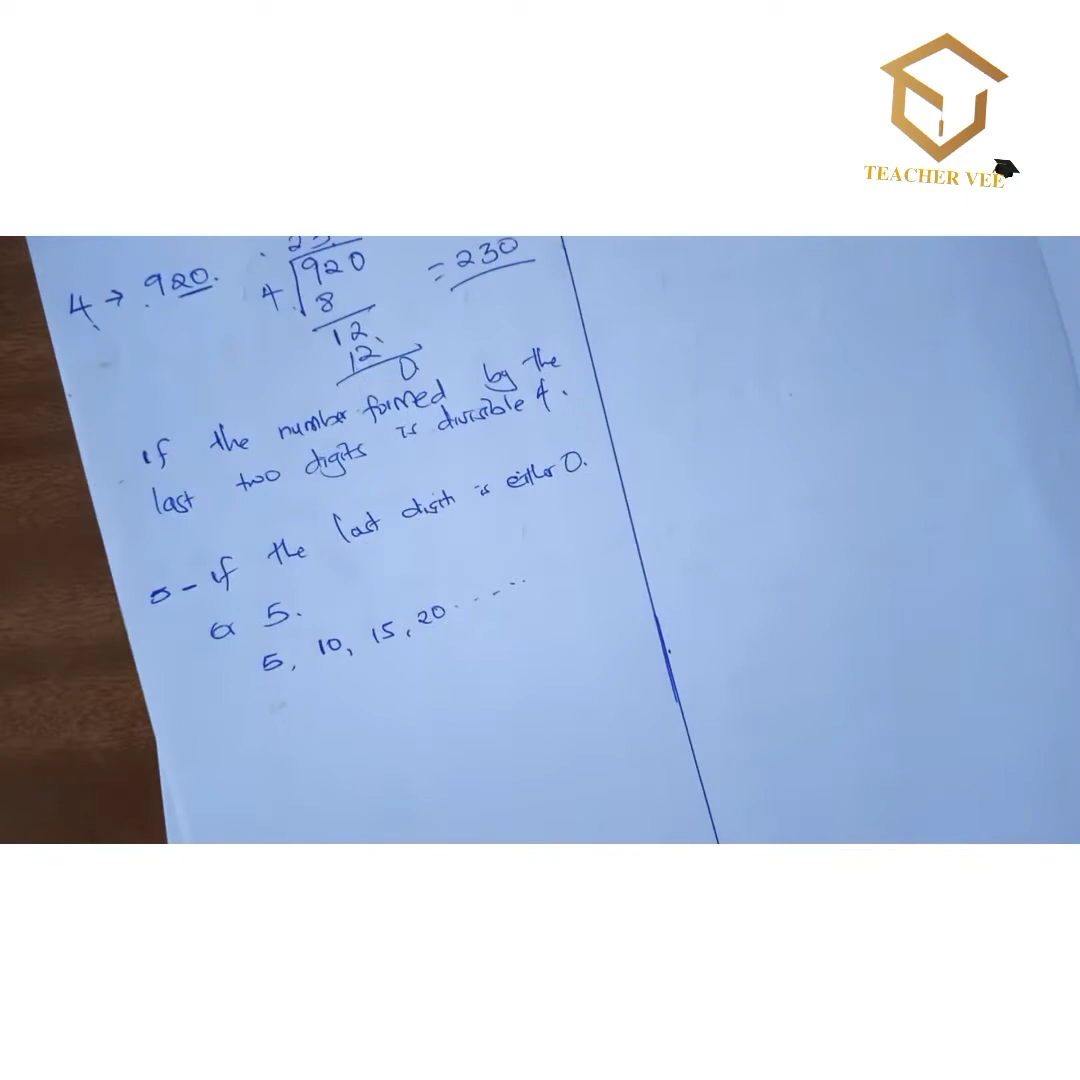 TEACHER VEE
4 → 920.
4 920 = 230
8
12
12
0
if the number formed by the
last two digits is divisible 4.
5 - if the last digit is either 0.
or 5.
5, 10, 15, 20 . . . . . .